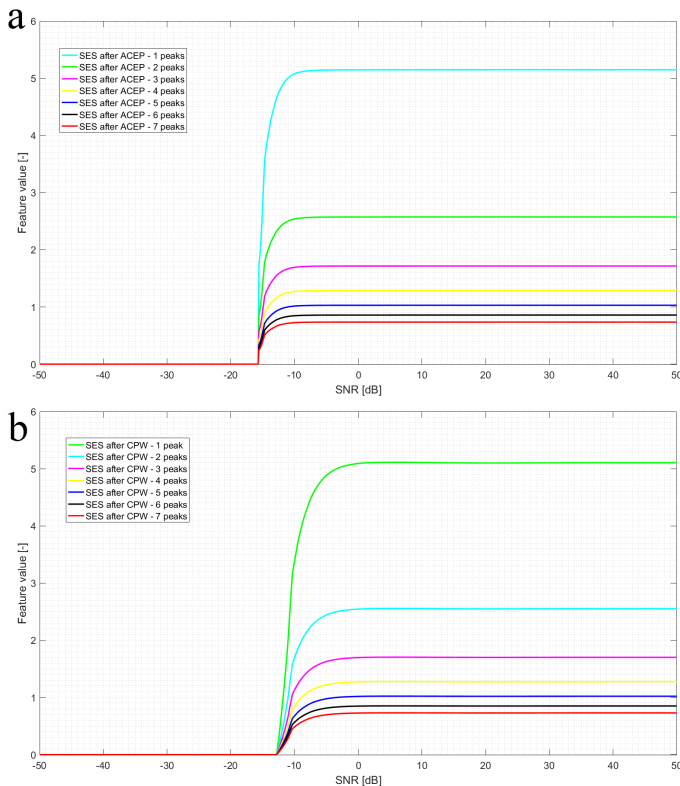 a
6
5
4
3
2
1
0
Feature value [-]
SES after ACEP - 1 peaks
SES after ACEP - 2 peaks
SES after ACEP - 3 peaks
SES after ACEP - 4 peaks
SES after ACEP - 5 peaks
SES after ACEP - 6 peaks
SES after ACEP - 7 peaks
-50 -40 -30 -20 -10 0 10 20 30 40 50
SNR [dB]
b
6
5
4
3
2
1
0
Feature value [-]
SES after CPW - 1 peak
SES after CPW - 2 peaks
SES after CPW - 3 peaks
SES after CPW - 4 peaks
SES after CPW - 5 peaks
SES after CPW - 6 peaks
SES after CPW - 7 peaks
-50 -40 -30 -20 -10 0 10 20 30 40 50
SNR [dB]